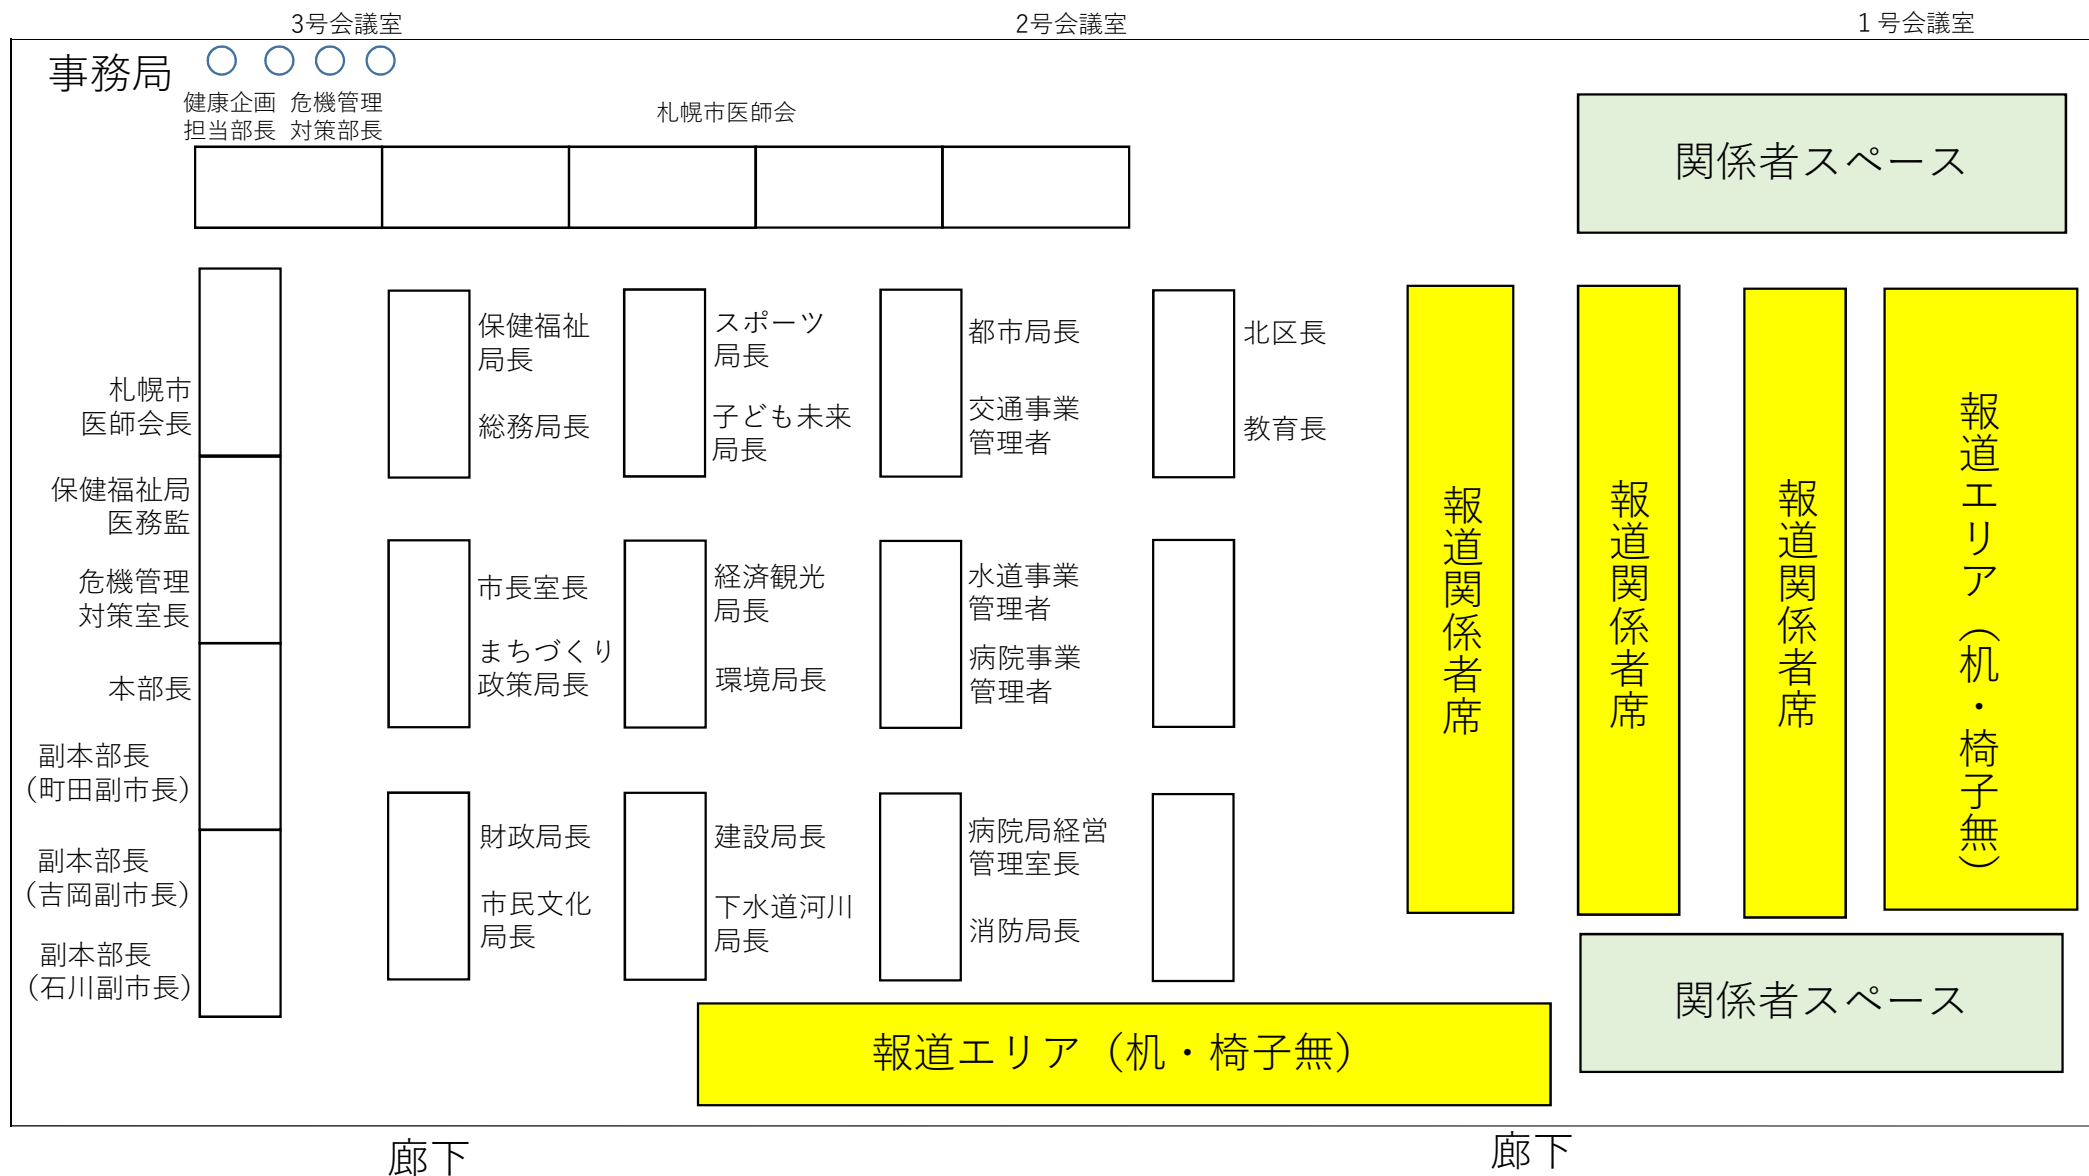 3号会議室
2号会議室
１号会議室
事務局
健康企画
担当部長
危機管理
対策部長
札幌市医師会
関係者スペース
札幌市
医師会長
保健福祉局
医務監
危機管理
対策室長
本部長
副本部長
(町田副市長)
副本部長
(吉岡副市長)
副本部長
(石川副市長)
保健福祉
局長
総務局長
市長室長
まちづくり
政策局長
財政局長
市民文化
局長
スポーツ
局長
子ども未来
局長
経済観光
局長
環境局長
建設局長
下水道河川
局長
都市局長
交通事業
管理者
水道事業
管理者
病院事業
管理者
病院局経営
管理室長
消防局長
北区長
教育長
報道関係者席
報道関係者席
報道関係者席
報道エリア（机・椅子無）
報道エリア（机・椅子無）
関係者スペース
廊下
廊下